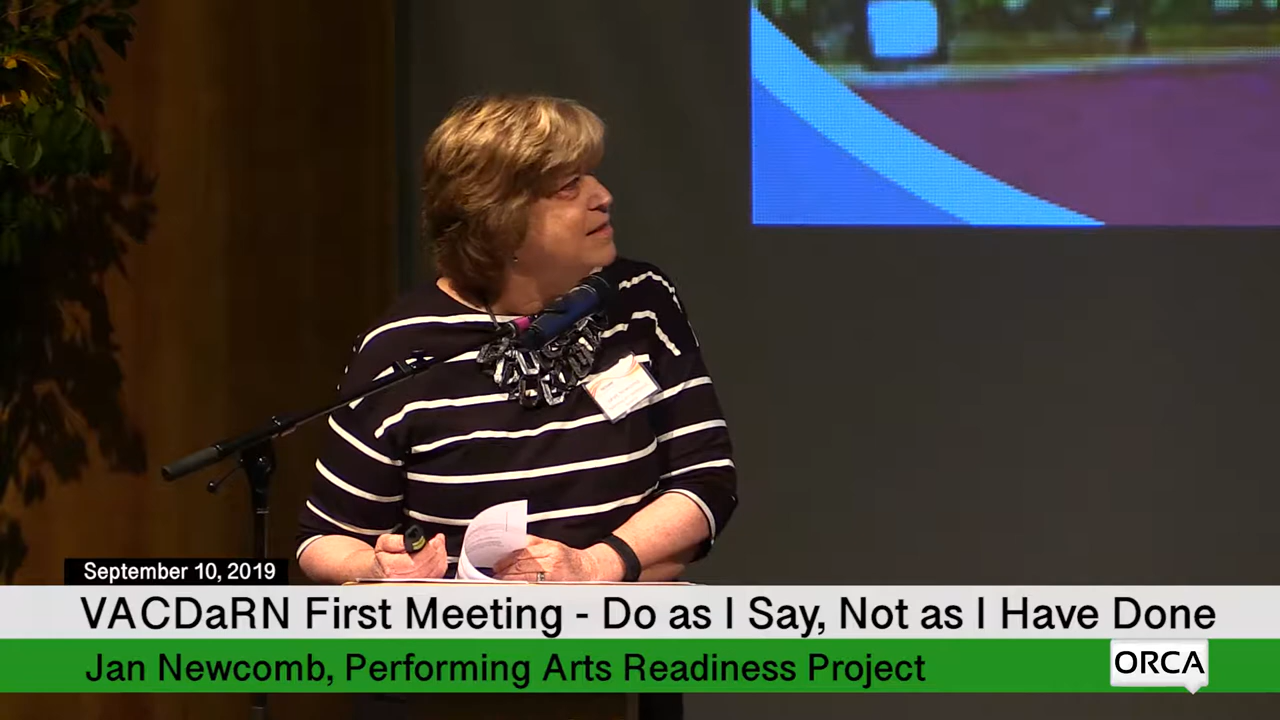 September 10, 2019
VACDaRN First Meeting - Do as I Say, Not as I Have Done
Jan Newcomb, Performing Arts Readiness Project
ORCA